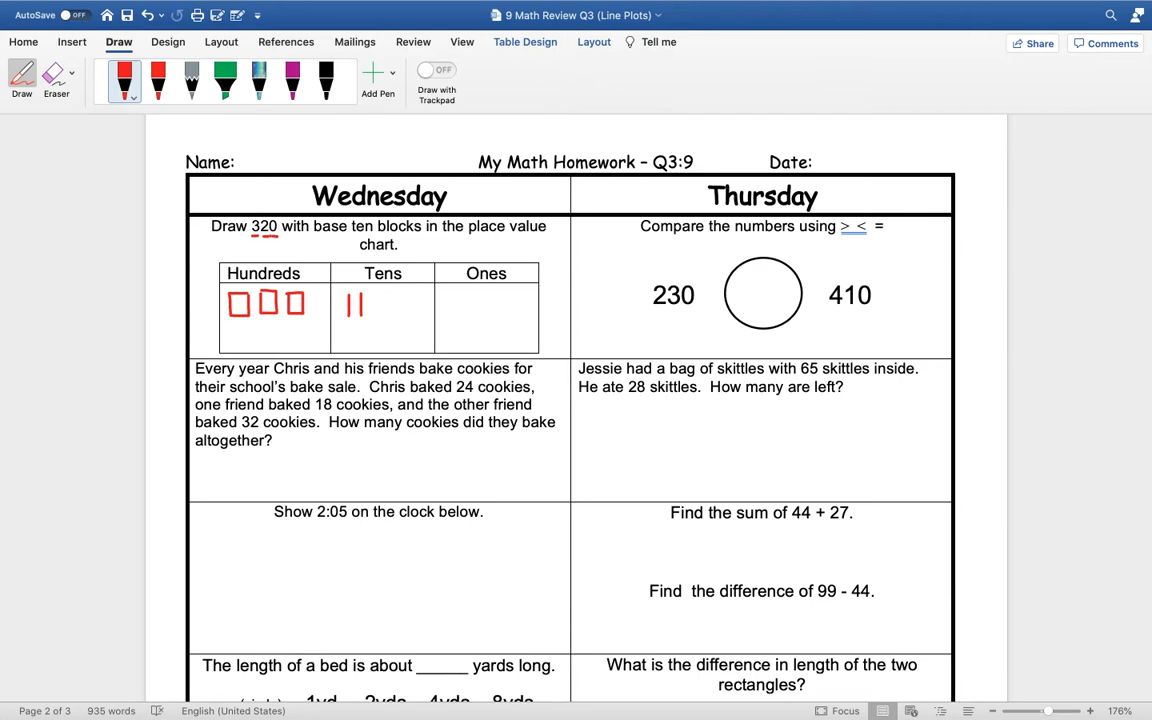 AutoSave OFF
9 Math Review Q3 (Line Plots)
Home Insert Draw Design Layout References Mailings Review View Table Design Layout Tell me Share Comments
Draw Eraser Add Pen OFF Draw with Trackpad
Name: My Math Homework – Q3:9 Date:
Wednesday Thursday
Draw 320 with base ten blocks in the place value
chart.
Hundreds Tens Ones
Compare the numbers using > < =
230 410
Every year Chris and his friends bake cookies for
their school's bake sale. Chris baked 24 cookies,
one friend baked 18 cookies, and the other friend
baked 32 cookies. How many cookies did they bake
altogether?
Jessie had a bag of skittles with 65 skittles inside.
He ate 28 skittles. How many are left?
Show 2:05 on the clock below.
Find the sum of 44 + 27.
Find the difference of 99 - 44.
The length of a bed is about ______ yards long.
1yd 2yds 4yds 8yds
What is the difference in length of the two
rectangles?
Page 2 of 3 935 words English (United States) Focus 176%